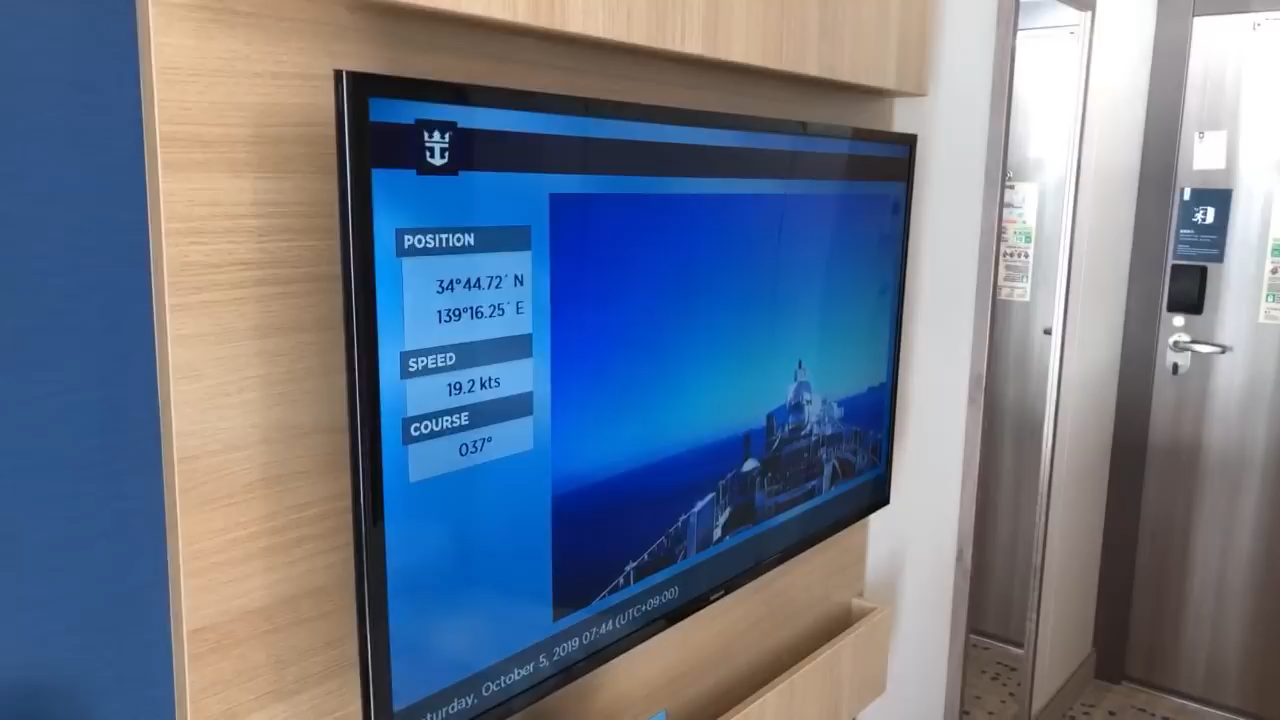 POSITION
34°44.72' N
139°16.25' E
SPEED
19.2 kts
COURSE
037°
turday, October 5, 2019 07:44 (UTC+09:00)